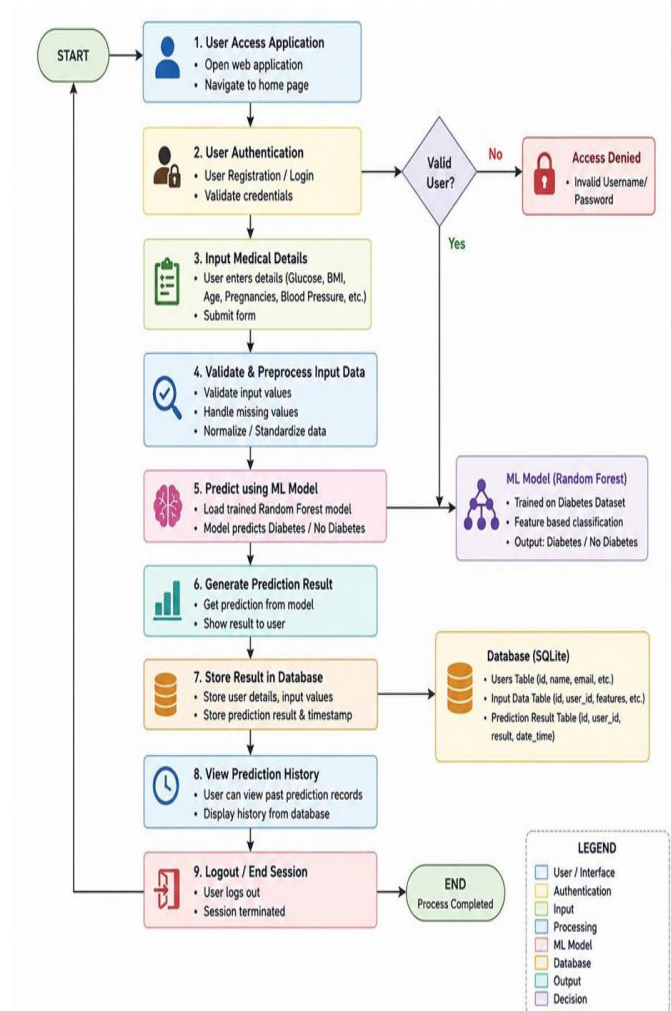 START
1. User Access Application
• Open web application
• Navigate to home page
2. User Authentication
• User Registration / Login
• Validate credentials
Valid
User?
No
Yes
Access Denied
• Invalid Username/
Password
3. Input Medical Details
• User enters details (Glucose, BMI,
Age, Pregnancies, Blood Pressure, etc.)
• Submit form
4. Validate & Preprocess Input Data
• Validate input values
• Handle missing values
• Normalize / Standardize data
5. Predict using ML Model
• Load trained Random Forest model
• Model predicts Diabetes / No Diabetes
ML Model (Random Forest)
• Trained on Diabetes Dataset
• Feature based classification
• Output: Diabetes / No Diabetes
6. Generate Prediction Result
• Get prediction from model
• Show result to user
7. Store Result in Database
• Store user details, input values
• Store prediction result & timestamp
Database (SQLite)
• Users Table (id, name, email, etc.)
• Input Data Table (id, user_id, features, etc.)
• Prediction Result Table (id, user_id,
result, date_time)
8. View Prediction History
• User can view past prediction records
• Display history from database
9. Logout / End Session
• User logs out
• Session terminated
END
Process Completed
LEGEND
User / Interface
Authentication
Input
Processing
ML Model
Database
Output
Decision